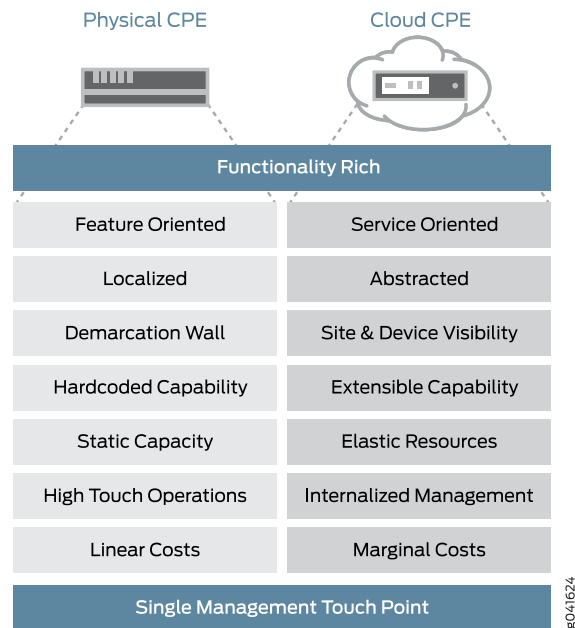 Physical CPE
Cloud CPE
Functionality Rich
Feature Oriented
Service Oriented
Localized
Abstracted
Demarcation Wall
Site & Device Visibility
Hardcoded Capability
Extensible Capability
Static Capacity
Elastic Resources
High Touch Operations
Internalized Management
Linear Costs
Marginal Costs
Single Management Touch Point
g041624